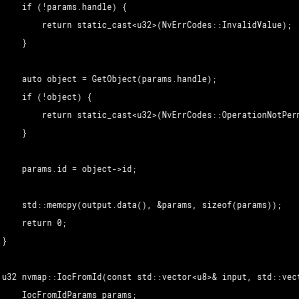 if (!params.handle) {
return static_cast<u32>(NvErrCodes::InvalidValue);
}
auto object = GetObject(params.handle);
if (!object) {
return static_cast<u32>(NvErrCodes::OperationNotPerm
}
params.id = object->id;
std::memcpy(output.data(), &params, sizeof(params));
return 0;
}
u32 nvmap::IocFromId(const std::vector<u8>& input, std::vect
IocFromIdParams params;